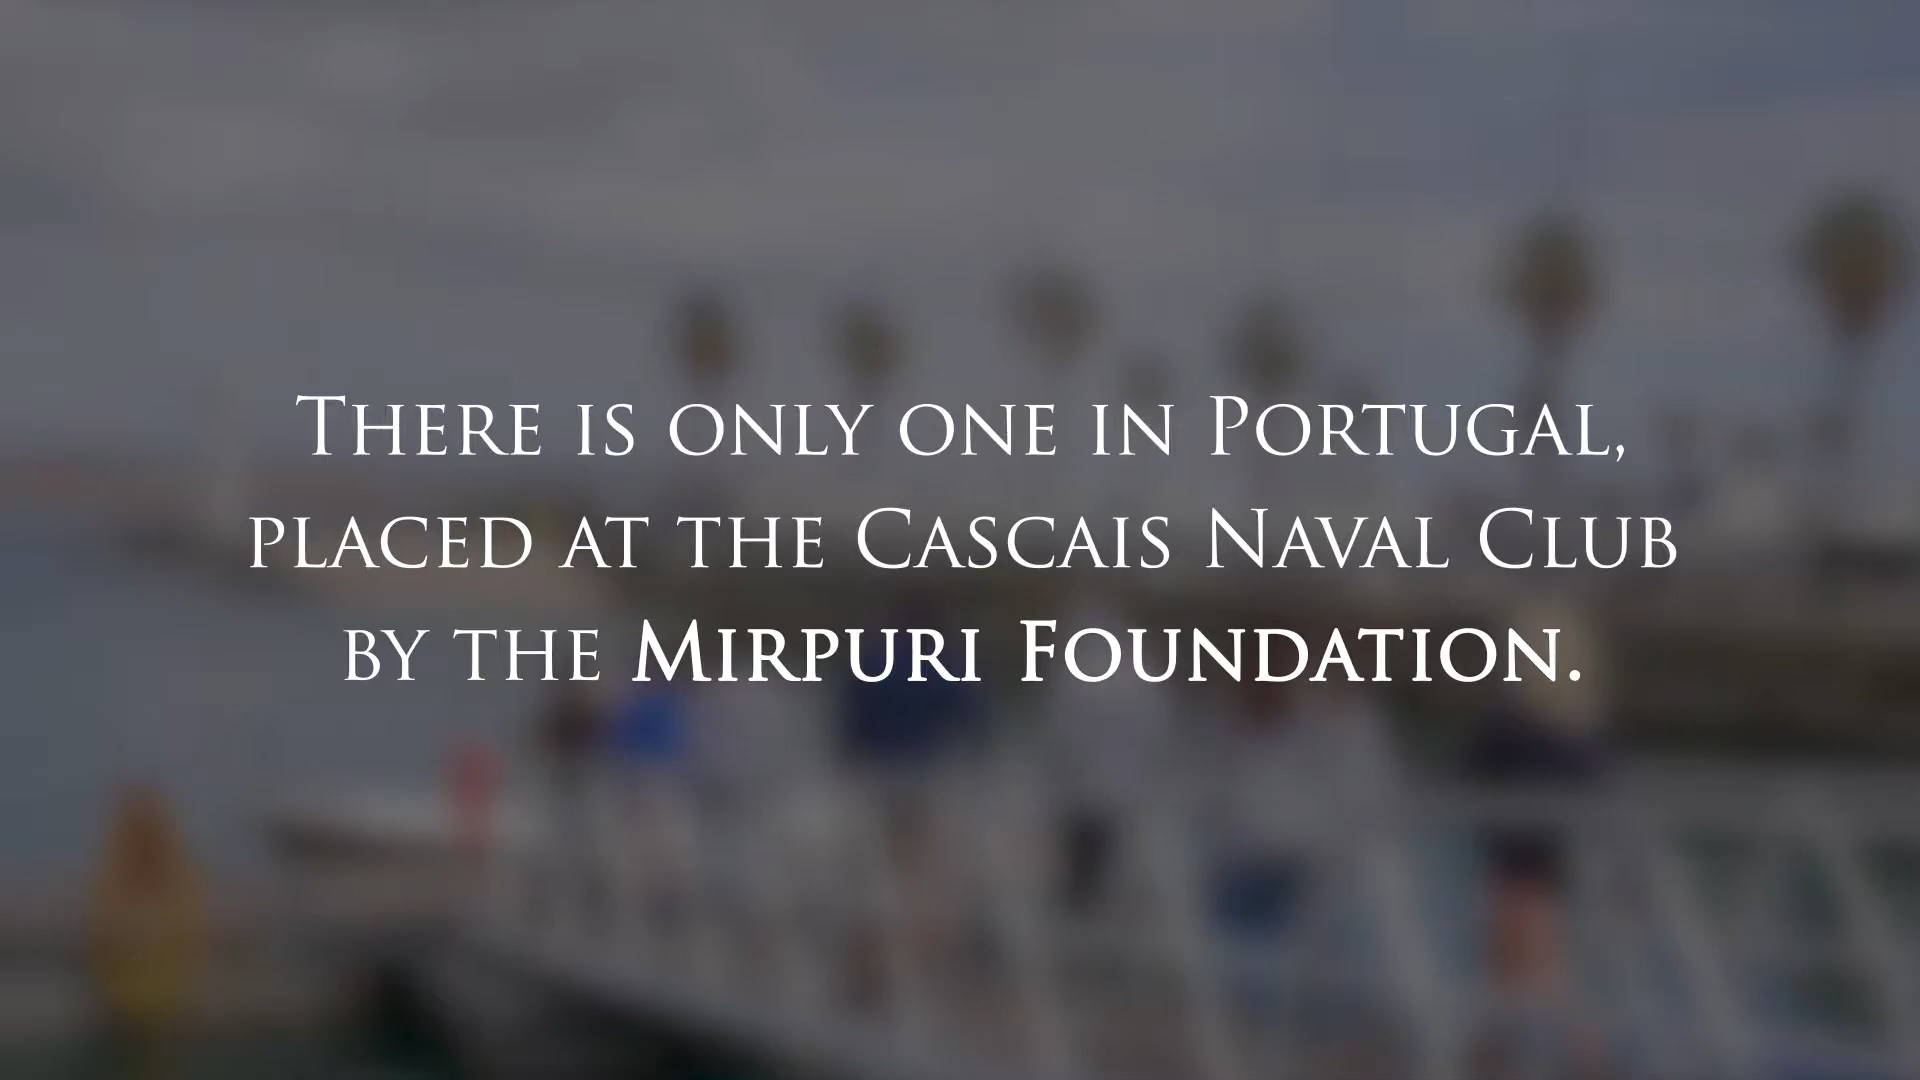 There is only one in Portugal,
placed at the Cascais Naval Club
by the Mirpuri Foundation.